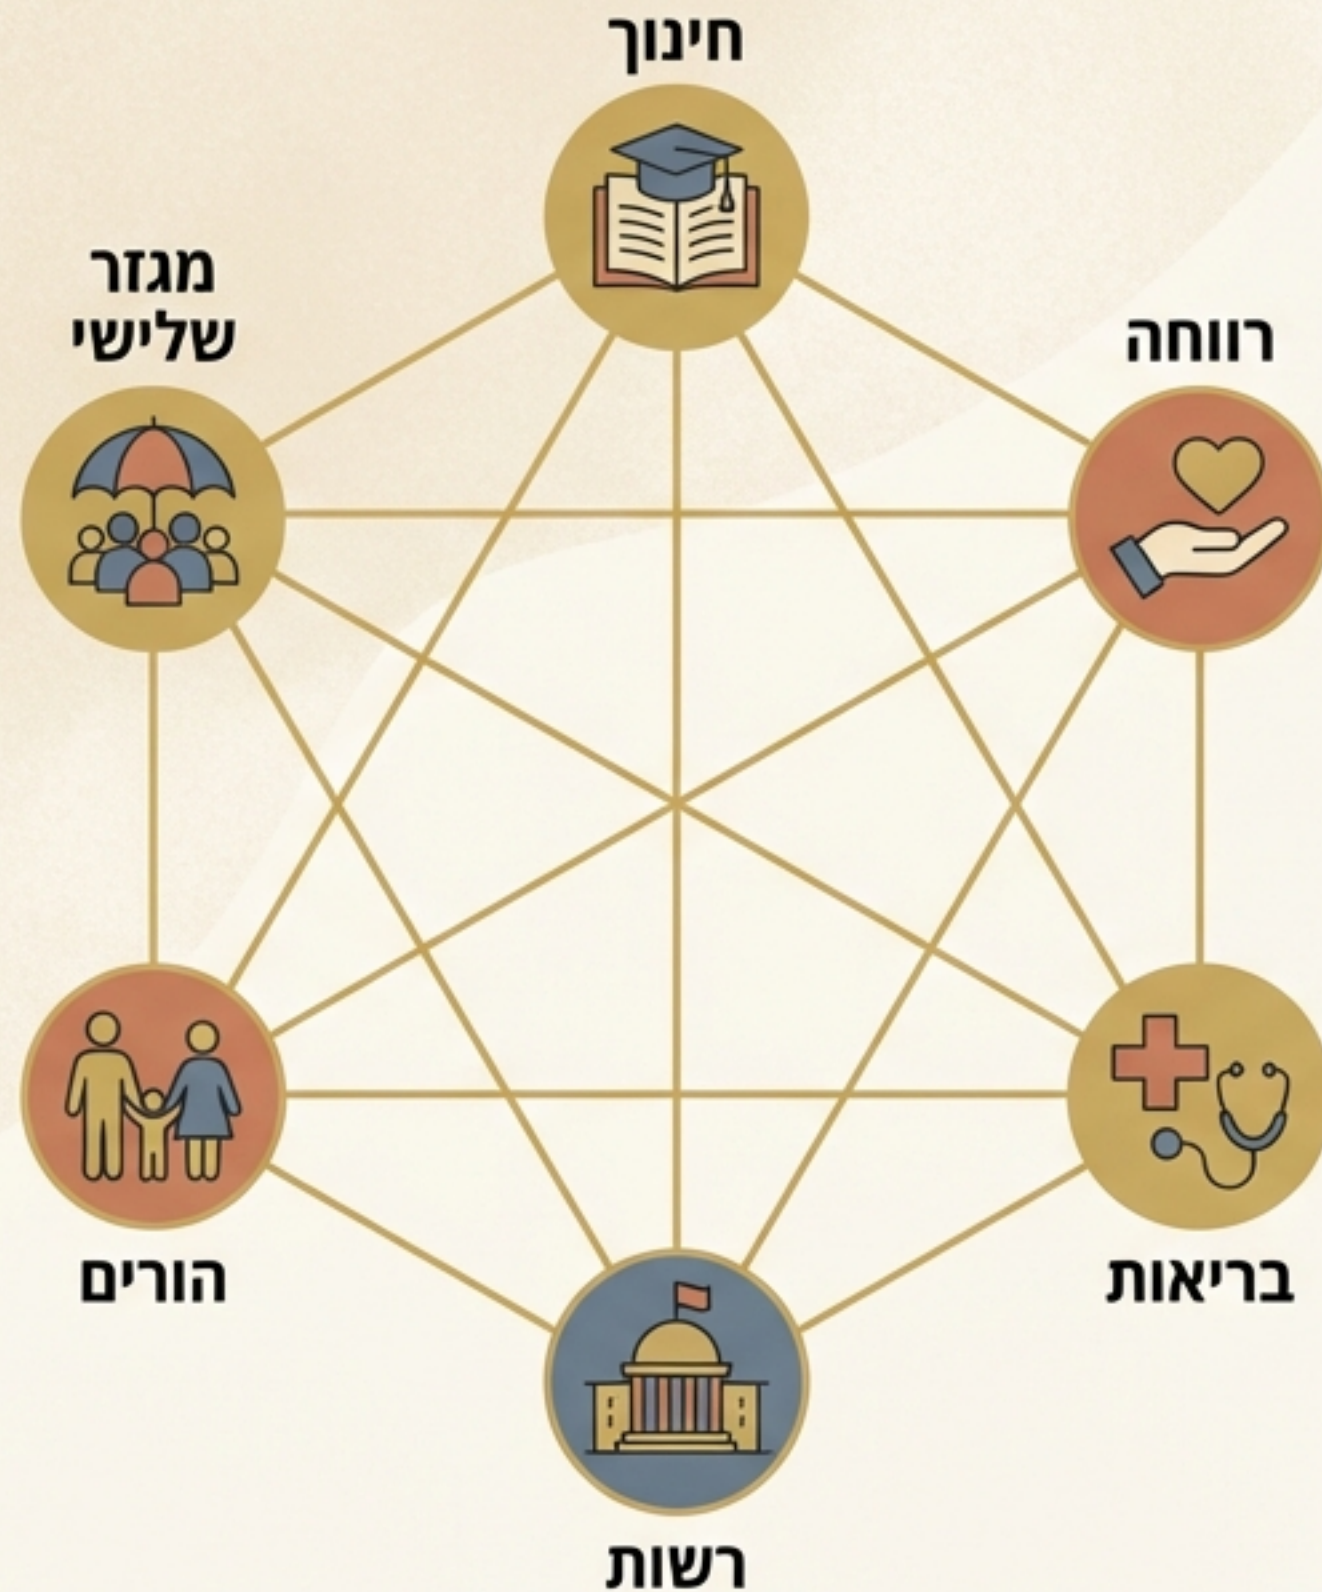 חינוך
מגזר
שלישי
רווחה
הורים
בריאות
רשות